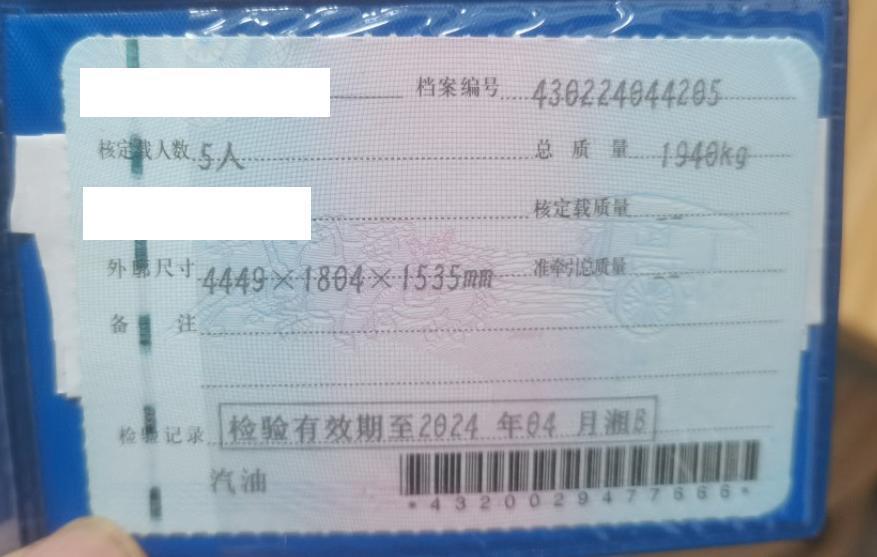 档案编号 430224044205
核定载人数 5人 总质量 1940kg
核定载质量 --
外廓尺寸 4449×1804×1535mm 准牵引总质量 --
备注
检验记录 检验有效期至2024年04月湘B
汽油
*4320029477666*